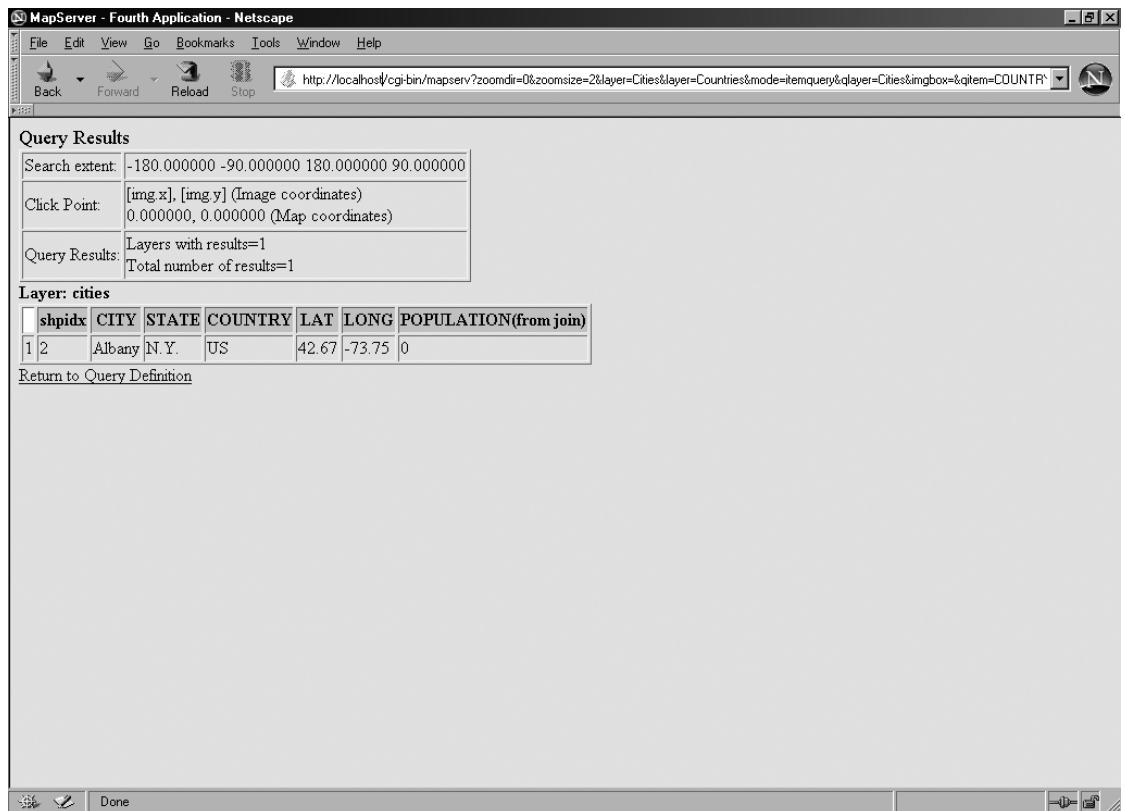 MapServer - Fourth Application - Netscape
File Edit View Go Bookmarks Tools Window Help
Back Forward Reload Stop http://localhost/cgi-bin/mapserv?zoomdir=0&zoomsize=2&layer=Cities&layer=Countries&mode=itemquery&qlayer=Cities&imgbox=&qitem=COUNTR
Query Results
Search extent: -180.000000 -90.000000 180.000000 90.000000
Click Point: [img.x], [img.y] (Image coordinates)
0.000000, 0.000000 (Map coordinates)
Query Results: Layers with results=1
Total number of results=1
Layer: cities
shpidx CITY STATE COUNTRY LAT LONG POPULATION(from join)
1 2 Albany N.Y. US 42.67 -73.75 0
Return to Query Definition
Done